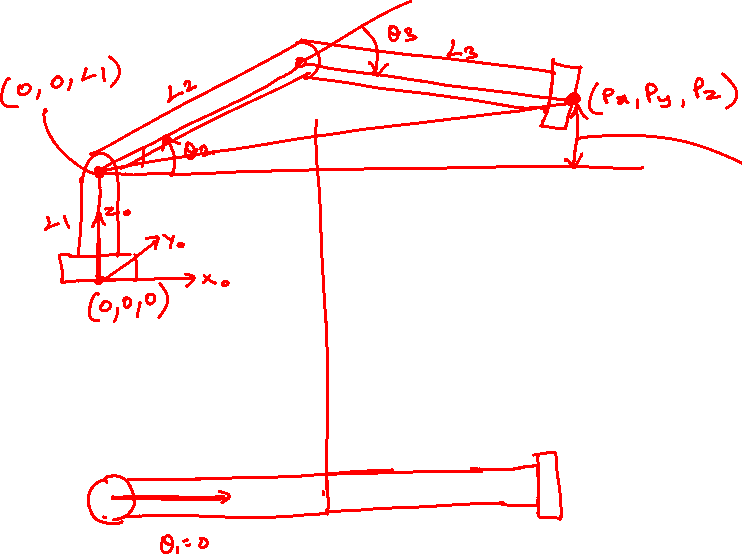 θ3
L3
(0, 0, L1)
L2
(Px, Py, Pz)
θ2
L1
Z₀
Y₀
X₀
(0,0,0)
θ₁=0